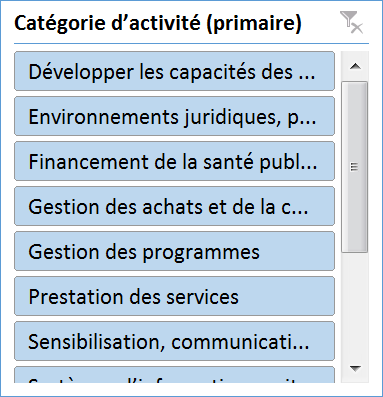 Catégorie d’activité (primaire)
Développer les capacités des ...
Environnements juridiques, p...
Financement de la santé publ...
Gestion des achats et de la c...
Gestion des programmes
Prestation des services
Sensibilisation, communicati...